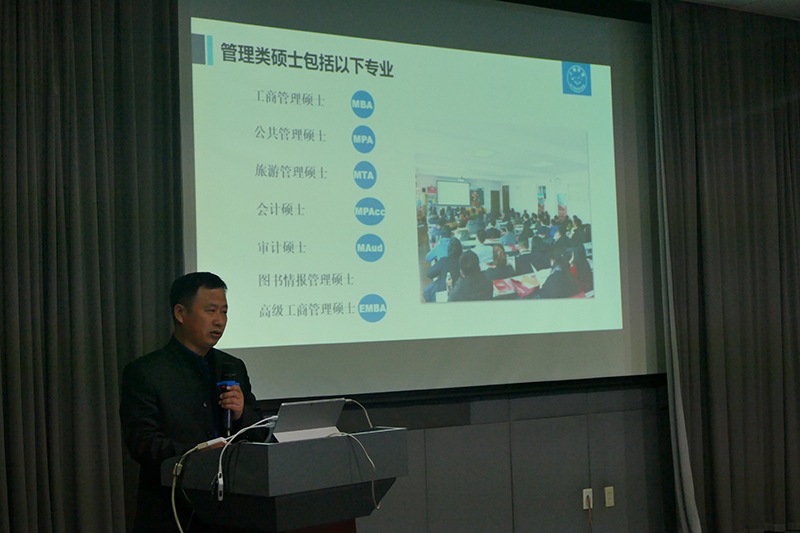 管理类硕士包括以下专业
工商管理硕士 MBA
公共管理硕士 MPA
旅游管理硕士 MTA
会计硕士 MPAcc
审计硕士 MAud
图书情报管理硕士
高级工商管理硕士 EMBA